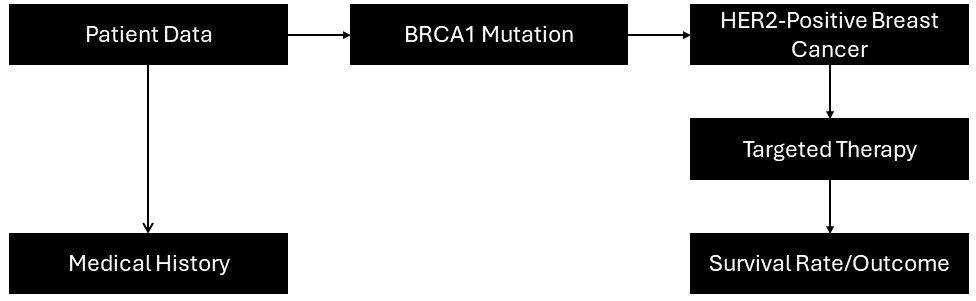 Patient Data
BRCA1 Mutation
HER2-Positive Breast
Cancer
Targeted Therapy
Medical History
Survival Rate/Outcome